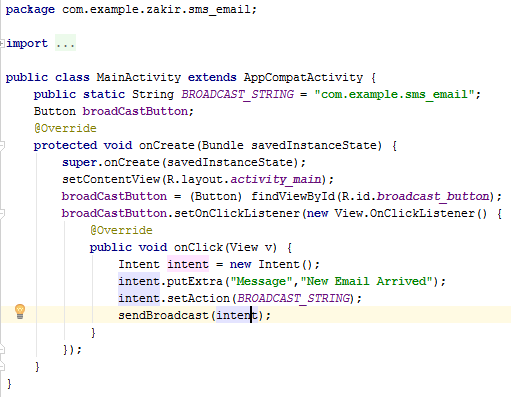 package com.example.zakir.sms_email;
import ...
public class MainActivity extends AppCompatActivity {
    public static String BROADCAST_STRING = "com.example.sms_email";
    Button broadCastButton;
    @Override
    protected void onCreate(Bundle savedInstanceState) {
        super.onCreate(savedInstanceState);
        setContentView(R.layout.activity_main);
        broadCastButton = (Button) findViewById(R.id.broadcast_button);
        broadCastButton.setOnClickListener(new View.OnClickListener() {
            @Override
            public void onClick(View v) {
                Intent intent = new Intent();
                intent.putExtra("Message","New Email Arrived");
                intent.setAction(BROADCAST_STRING);
                sendBroadcast(intent);
            }
        });
    }
}